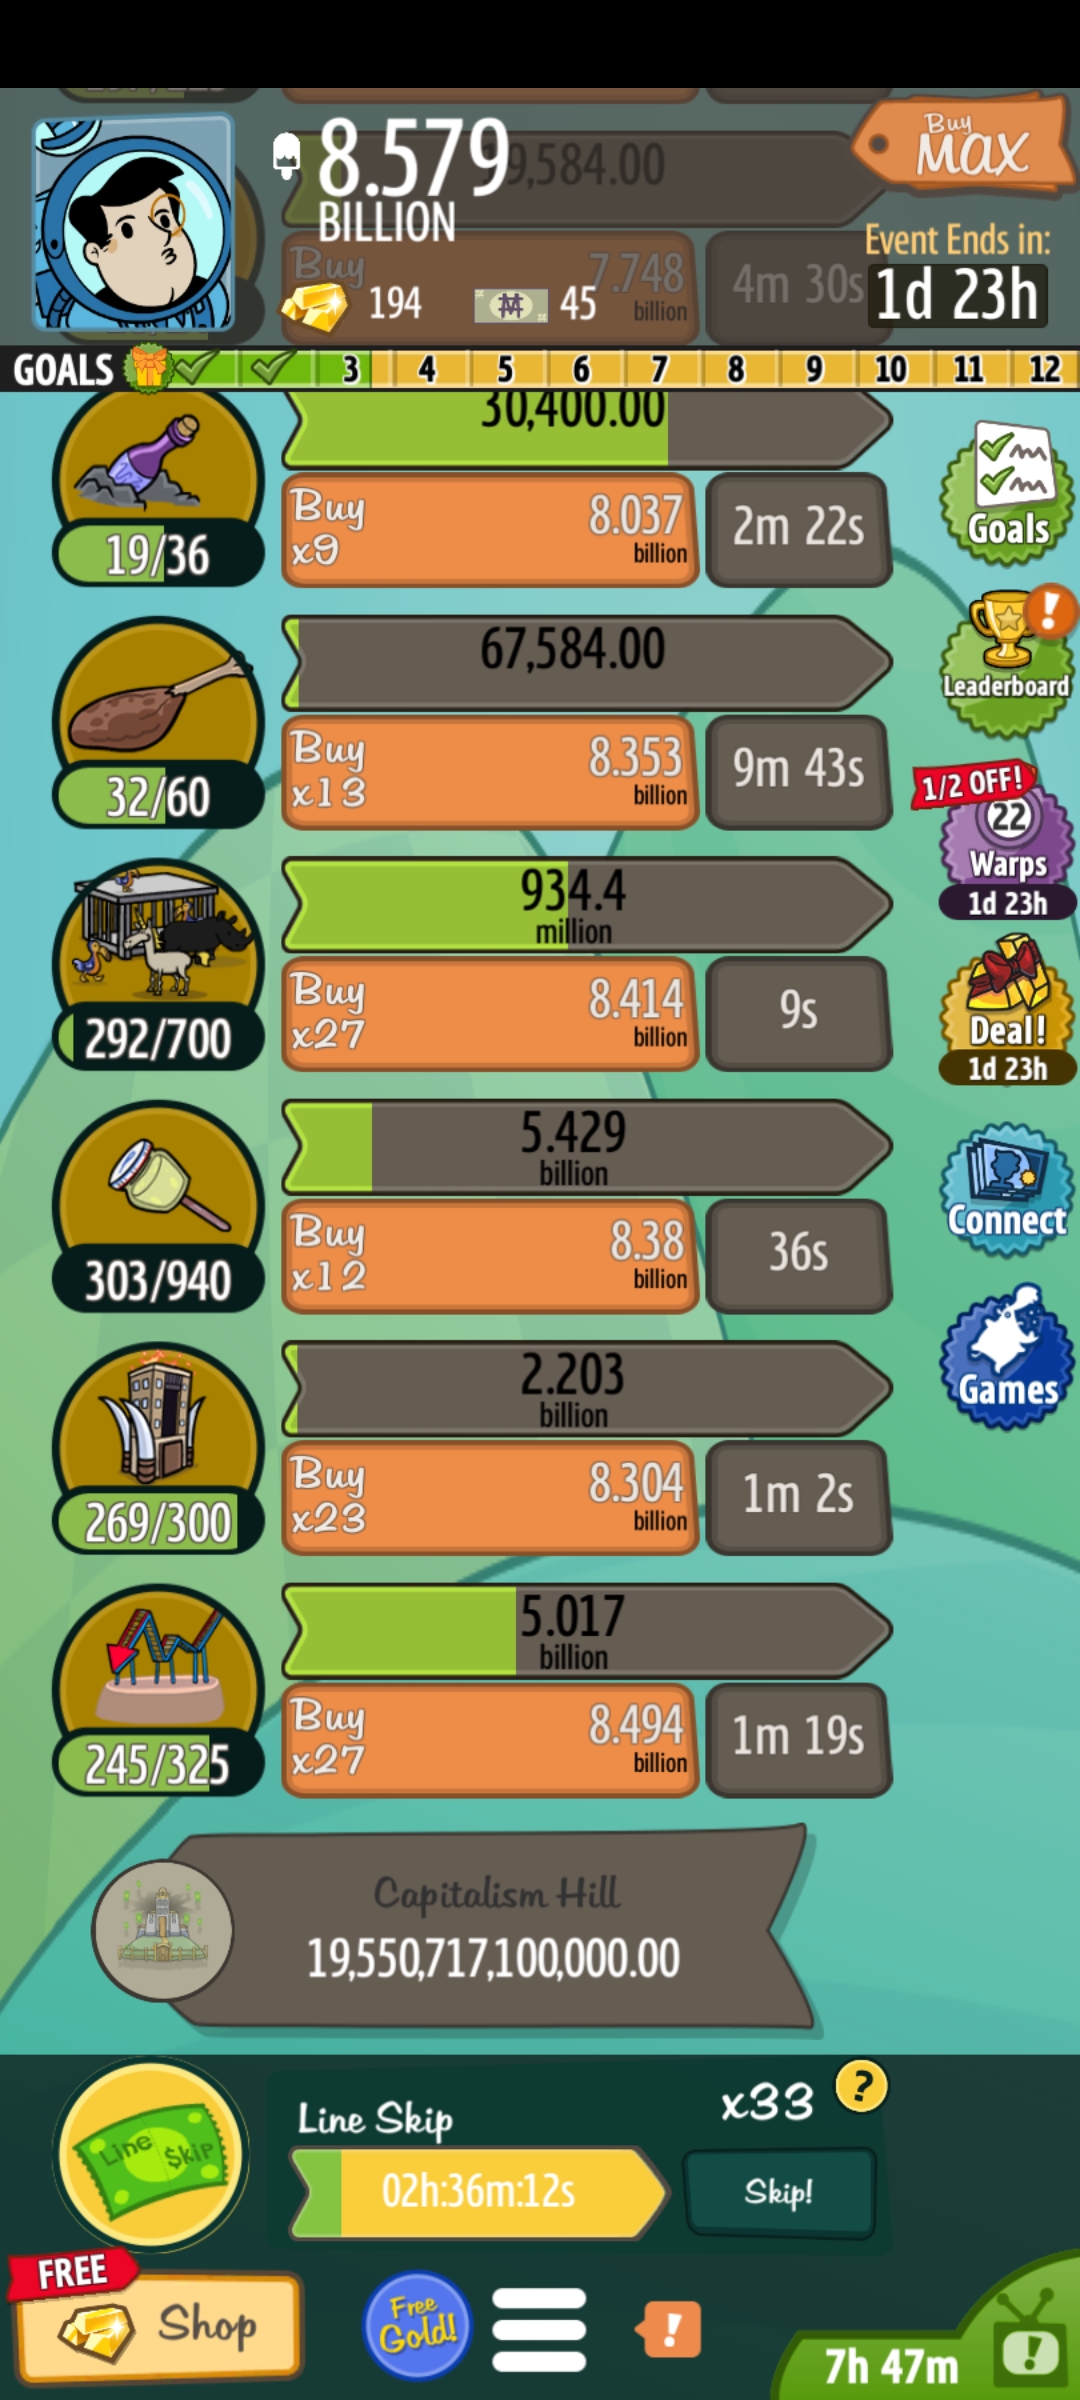 8.579
BILLION
9,584.00
Buy
MAX
Buy
7.748
billion
4m 30s
194
45
Event Ends in:
1d 23h
GOALS
3 4 5 6 7 8 9 10 11 12
30,400.00
19/36
Buy
x9
8.037
billion
2m 22s
Goals
67,584.00
32/60
Buy
x13
8.353
billion
9m 43s
Leaderboard
1/2 OFF!
22
Warps
1d 23h
934.4
million
292/700
Buy
x27
8.414
billion
9s
Deal!
1d 23h
5.429
billion
303/940
Buy
x12
8.38
billion
36s
Connect
2.203
billion
269/300
Buy
x23
8.304
billion
1m 2s
Games
5.017
billion
245/325
Buy
x27
8.494
billion
1m 19s
Capitalism Hill
19,550,717,100,000.00
Line $kip
Line Skip
x33
?
02h:36m:12s
Skip!
FREE
Shop
Free
Gold!
!
7h 47m
!